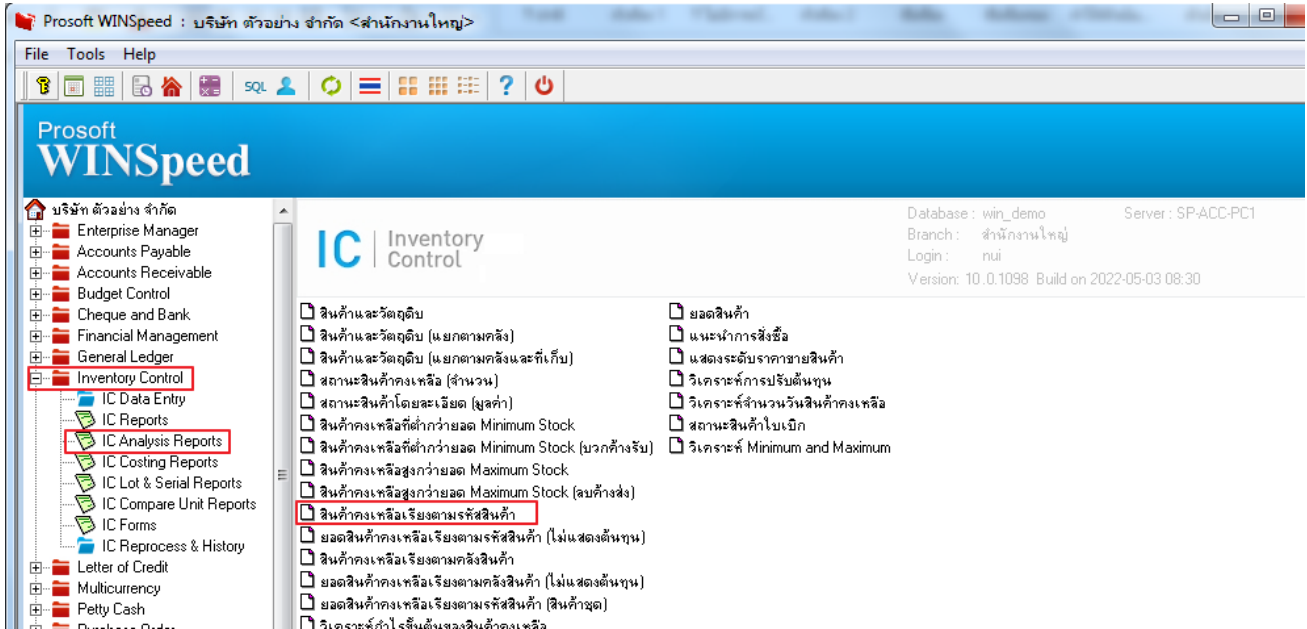 Prosoft WINSpeed : บริษัท ตัวอย่าง จำกัด <สำนักงานใหญ่>
File Tools Help
SQL
?
Prosoft
WINSpeed
บริษัท ตัวอย่าง จำกัด
Enterprise Manager
Accounts Payable
Accounts Receivable
Budget Control
Cheque and Bank
Financial Management
General Ledger
Inventory Control
IC Data Entry
IC Reports
IC Analysis Reports
IC Costing Reports
IC Lot & Serial Reports
IC Compare Unit Reports
IC Forms
IC Reprocess & History
Letter of Credit
Multicurrency
Petty Cash
Purchase Order
IC Inventory
Control
Database : win_demo Server : SP-ACC-PC1
Branch : สำนักงานใหญ่
Login : nui
Version: 10.0.1098 Build on 2022-05-03 08:30
สินค้าและวัตถุดิบ
สินค้าและวัตถุดิบ (แยกตามคลัง)
สินค้าและวัตถุดิบ (แยกตามคลังและที่เก็บ)
สถานะสินค้าคงเหลือ (จำนวน)
สถานะสินค้าโดยละเอียด (มูลค่า)
สินค้าคงเหลือที่ต่ำกว่ายอด Minimum Stock
สินค้าคงเหลือที่ต่ำกว่ายอด Minimum Stock (บวกค้างรับ)
สินค้าคงเหลือสูงกว่ายอด Maximum Stock
สินค้าคงเหลือสูงกว่ายอด Maximum Stock (ลบค้างส่ง)
สินค้าคงเหลือเรียงตามรหัสสินค้า
ยอดสินค้าคงเหลือเรียงตามรหัสสินค้า (ไม่แสดงต้นทุน)
สินค้าคงเหลือเรียงตามคลังสินค้า
ยอดสินค้าคงเหลือเรียงตามคลังสินค้า (ไม่แสดงต้นทุน)
ยอดสินค้าคงเหลือเรียงตามรหัสสินค้า (สินค้าชุด)
วิเคราะห์กำไรขั้นต้นของสินค้าคงเหลือ
ยอดสินค้า
แนะนำการสั่งซื้อ
แสดงระดับราคาขายสินค้า
วิเคราะห์การปรับต้นทุน
วิเคราะห์จำนวนวันสินค้าคงเหลือ
สถานะสินค้าใบเบิก
วิเคราะห์ Minimum and Maximum